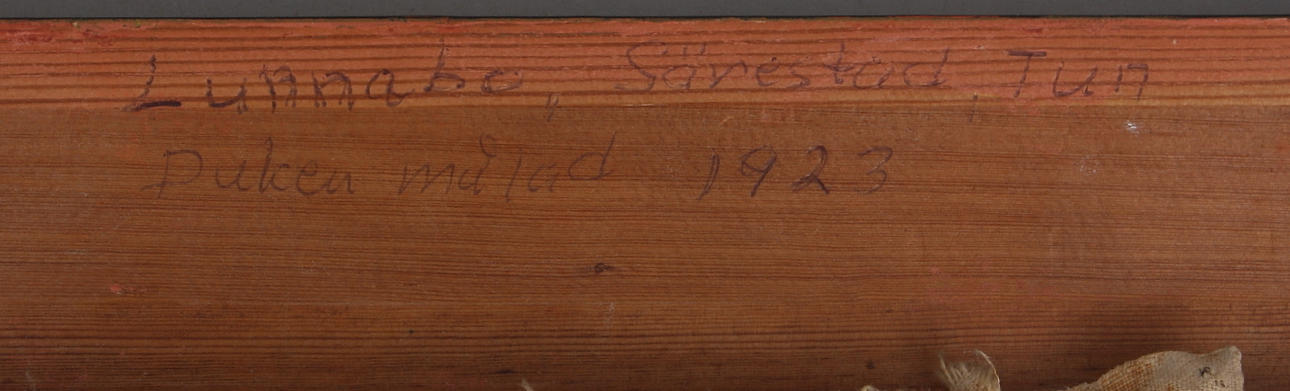 Lunnabo, Särestad, Tun
Duken målad 1923